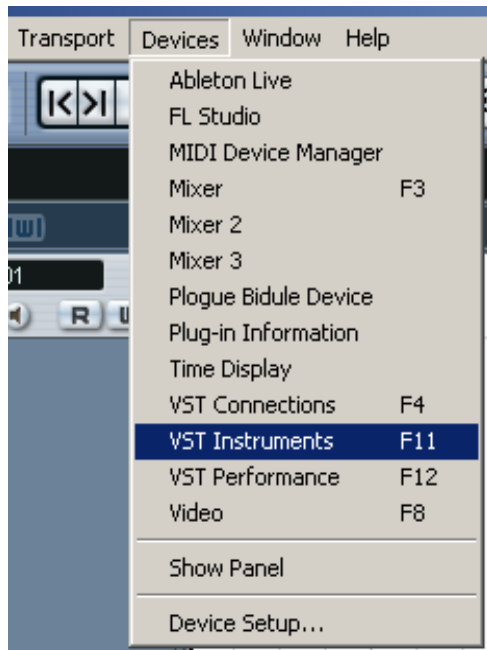 Transport Devices Window Help
Ableton Live
FL Studio
MIDI Device Manager
Mixer F3
Mixer 2
Mixer 3
Plogue Bidule Device
Plug-in Information
Time Display
VST Connections F4
VST Instruments F11
VST Performance F12
Video F8
Show Panel
Device Setup...
01
R